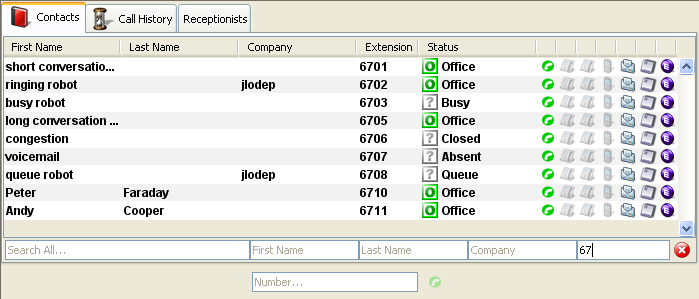 Contacts Call History Receptionists
First Name Last Name Company Extension Status
short conversatio... 6701 O Office
ringing robot jlodep 6702 O Office
busy robot 6703 ? Busy
long conversation ... 6705 O Office
congestion 6706 ? Closed
voicemail 6707 ? Absent
queue robot jlodep 6708 ? Queue
Peter Faraday 6710 O Office
Andy Cooper 6711 O Office
Search All... First Name Last Name Company 67
Number...